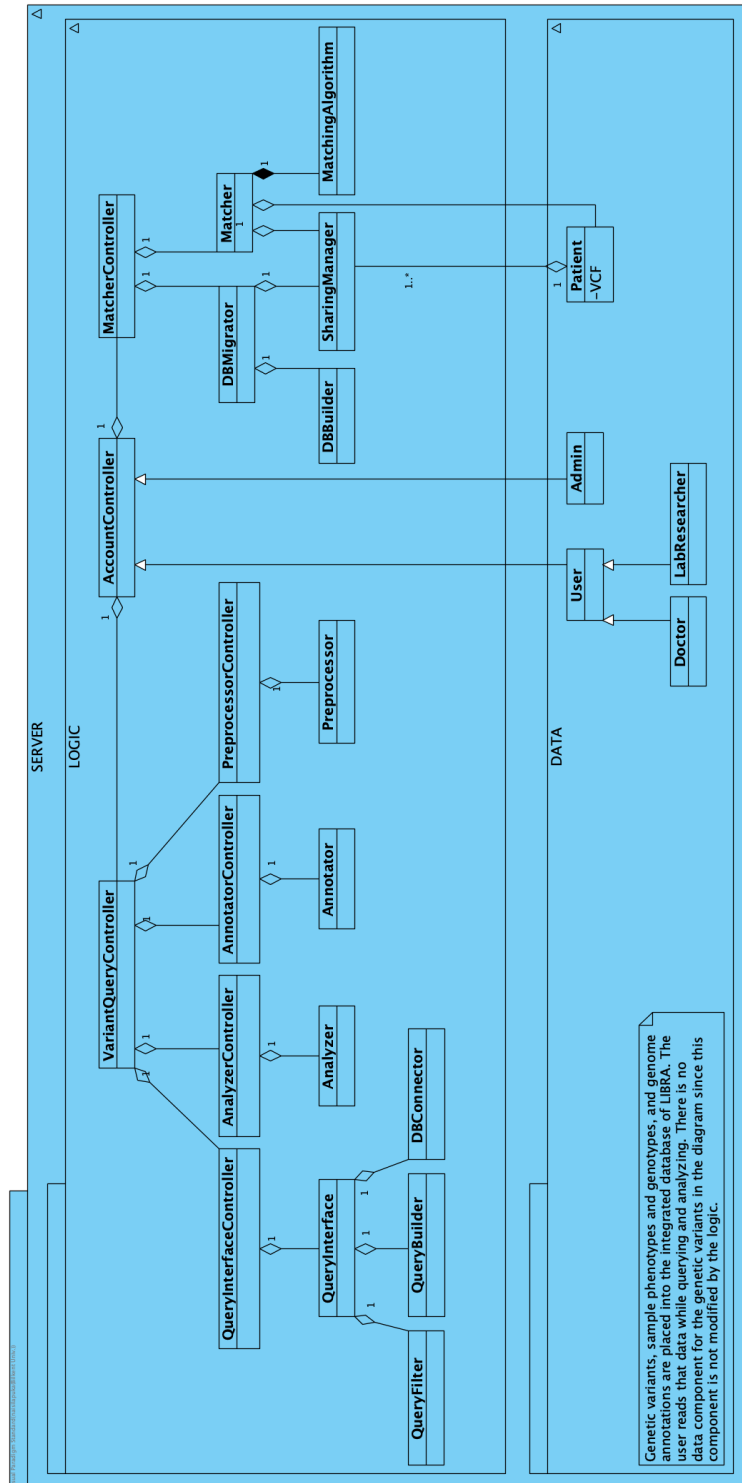 SERVER
LOGIC
VariantQueryController
AccountController
MatcherController
1
1
1
1
1
1
1
1
QueryInterfaceController
AnalyzerController
AnnotatorController
PreprocessorController
DBMigrator
Matcher
1
1
1
1
1
1
1
1
QueryInterface
Analyzer
Annotator
Preprocessor
DBBuilder
SharingManager
MatchingAlgorithm
1
1
1
1..*
QueryFilter
QueryBuilder
DBConnector
DATA
1
User
Admin
Patient
-VCF
Doctor
LabResearcher
Genetic variants, sample phenotypes and genotypes, and genome
annotations are placed into the integrated database of LIBRA. The
user reads that data while querying and analyzing. There is no
data component for the genetic variants in the diagram since this
component is not modified by the logic.